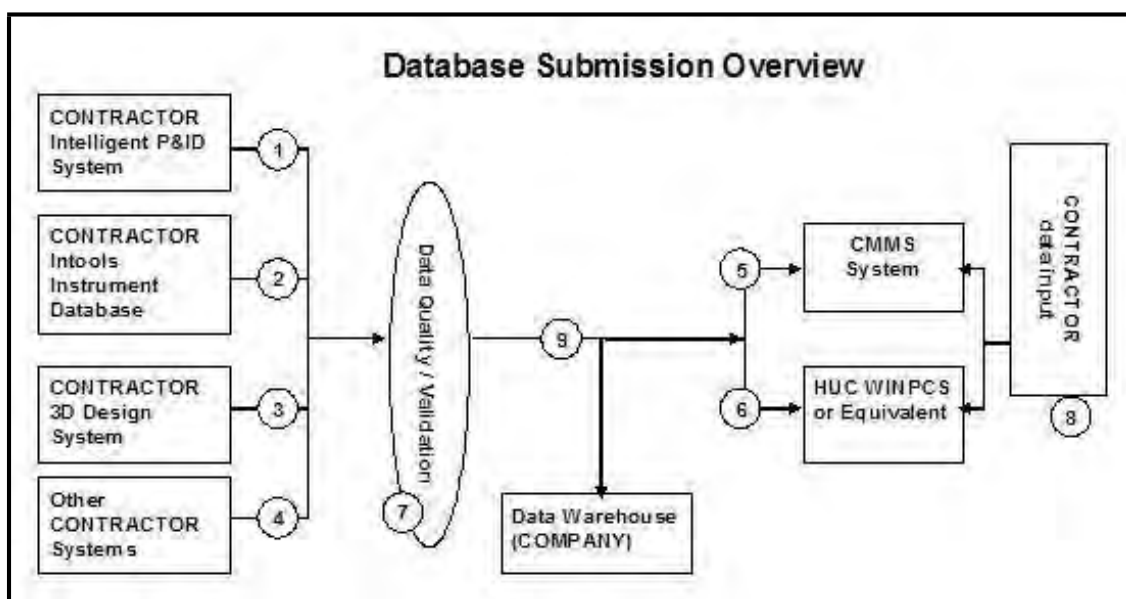 Database Submission Overview
CONTRACTOR
Intelligent P&ID
System
1
CONTRACTOR
Intools
Instrument
Database
2
CONTRACTOR
3D Design
System
3
Other
CONTRACTOR
Systems
4
Data Quality / Validation
7
9
Data Warehouse
(COMPANY)
5
CMMS
System
6
HUC WINPCS
or Equivalent
CONTRACTOR
data input
8